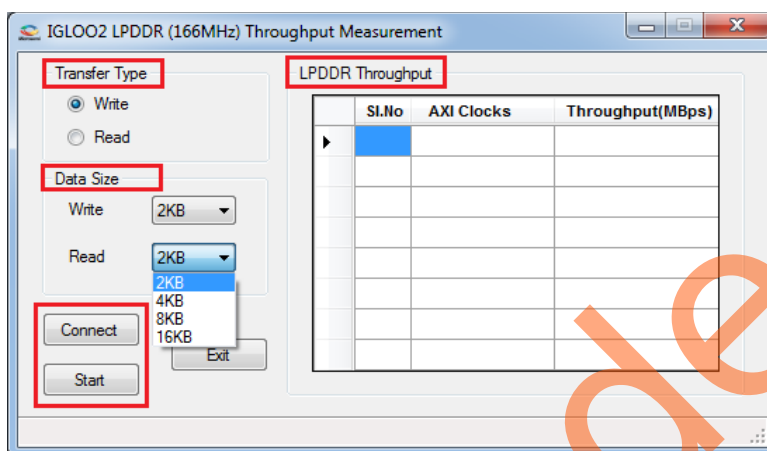 IGLOO2 LPDDR (166MHz) Throughput Measurement
Transfer Type
Write
Read
Data Size
Write 2KB
Read 2KB
2KB
4KB
8KB
16KB
Connect
Exit
Start
LPDDR Throughput
Sl.No AXI Clocks Throughput(MBps)
de